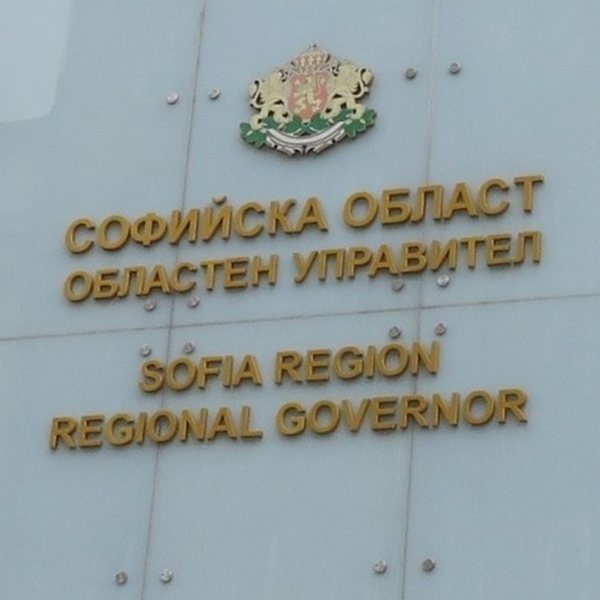 СОФИЙСКА ОБЛАСТ
ОБЛАСТЕН УПРАВИТЕЛ
SOFIA REGION
REGIONAL GOVERNOR